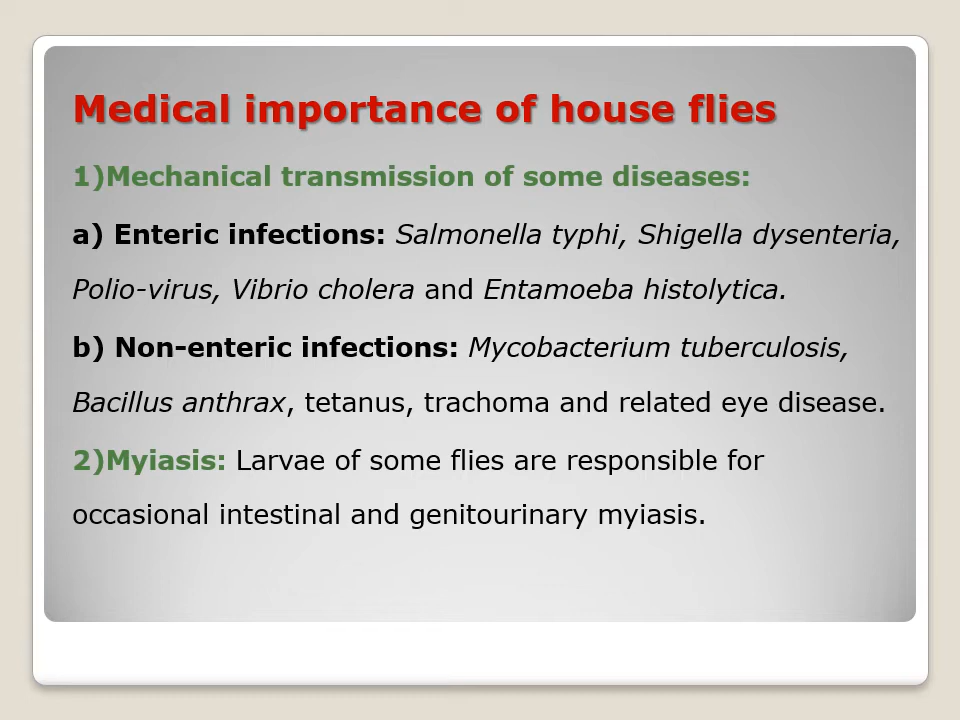 Medical importance of house flies
1)Mechanical transmission of some diseases:
a) Enteric infections: Salmonella typhi, Shigella dysenteria,
Polio-virus, Vibrio cholera and Entamoeba histolytica.
b) Non-enteric infections: Mycobacterium tuberculosis,
Bacillus anthrax, tetanus, trachoma and related eye disease.
2)Myiasis: Larvae of some flies are responsible for
occasional intestinal and genitourinary myiasis.